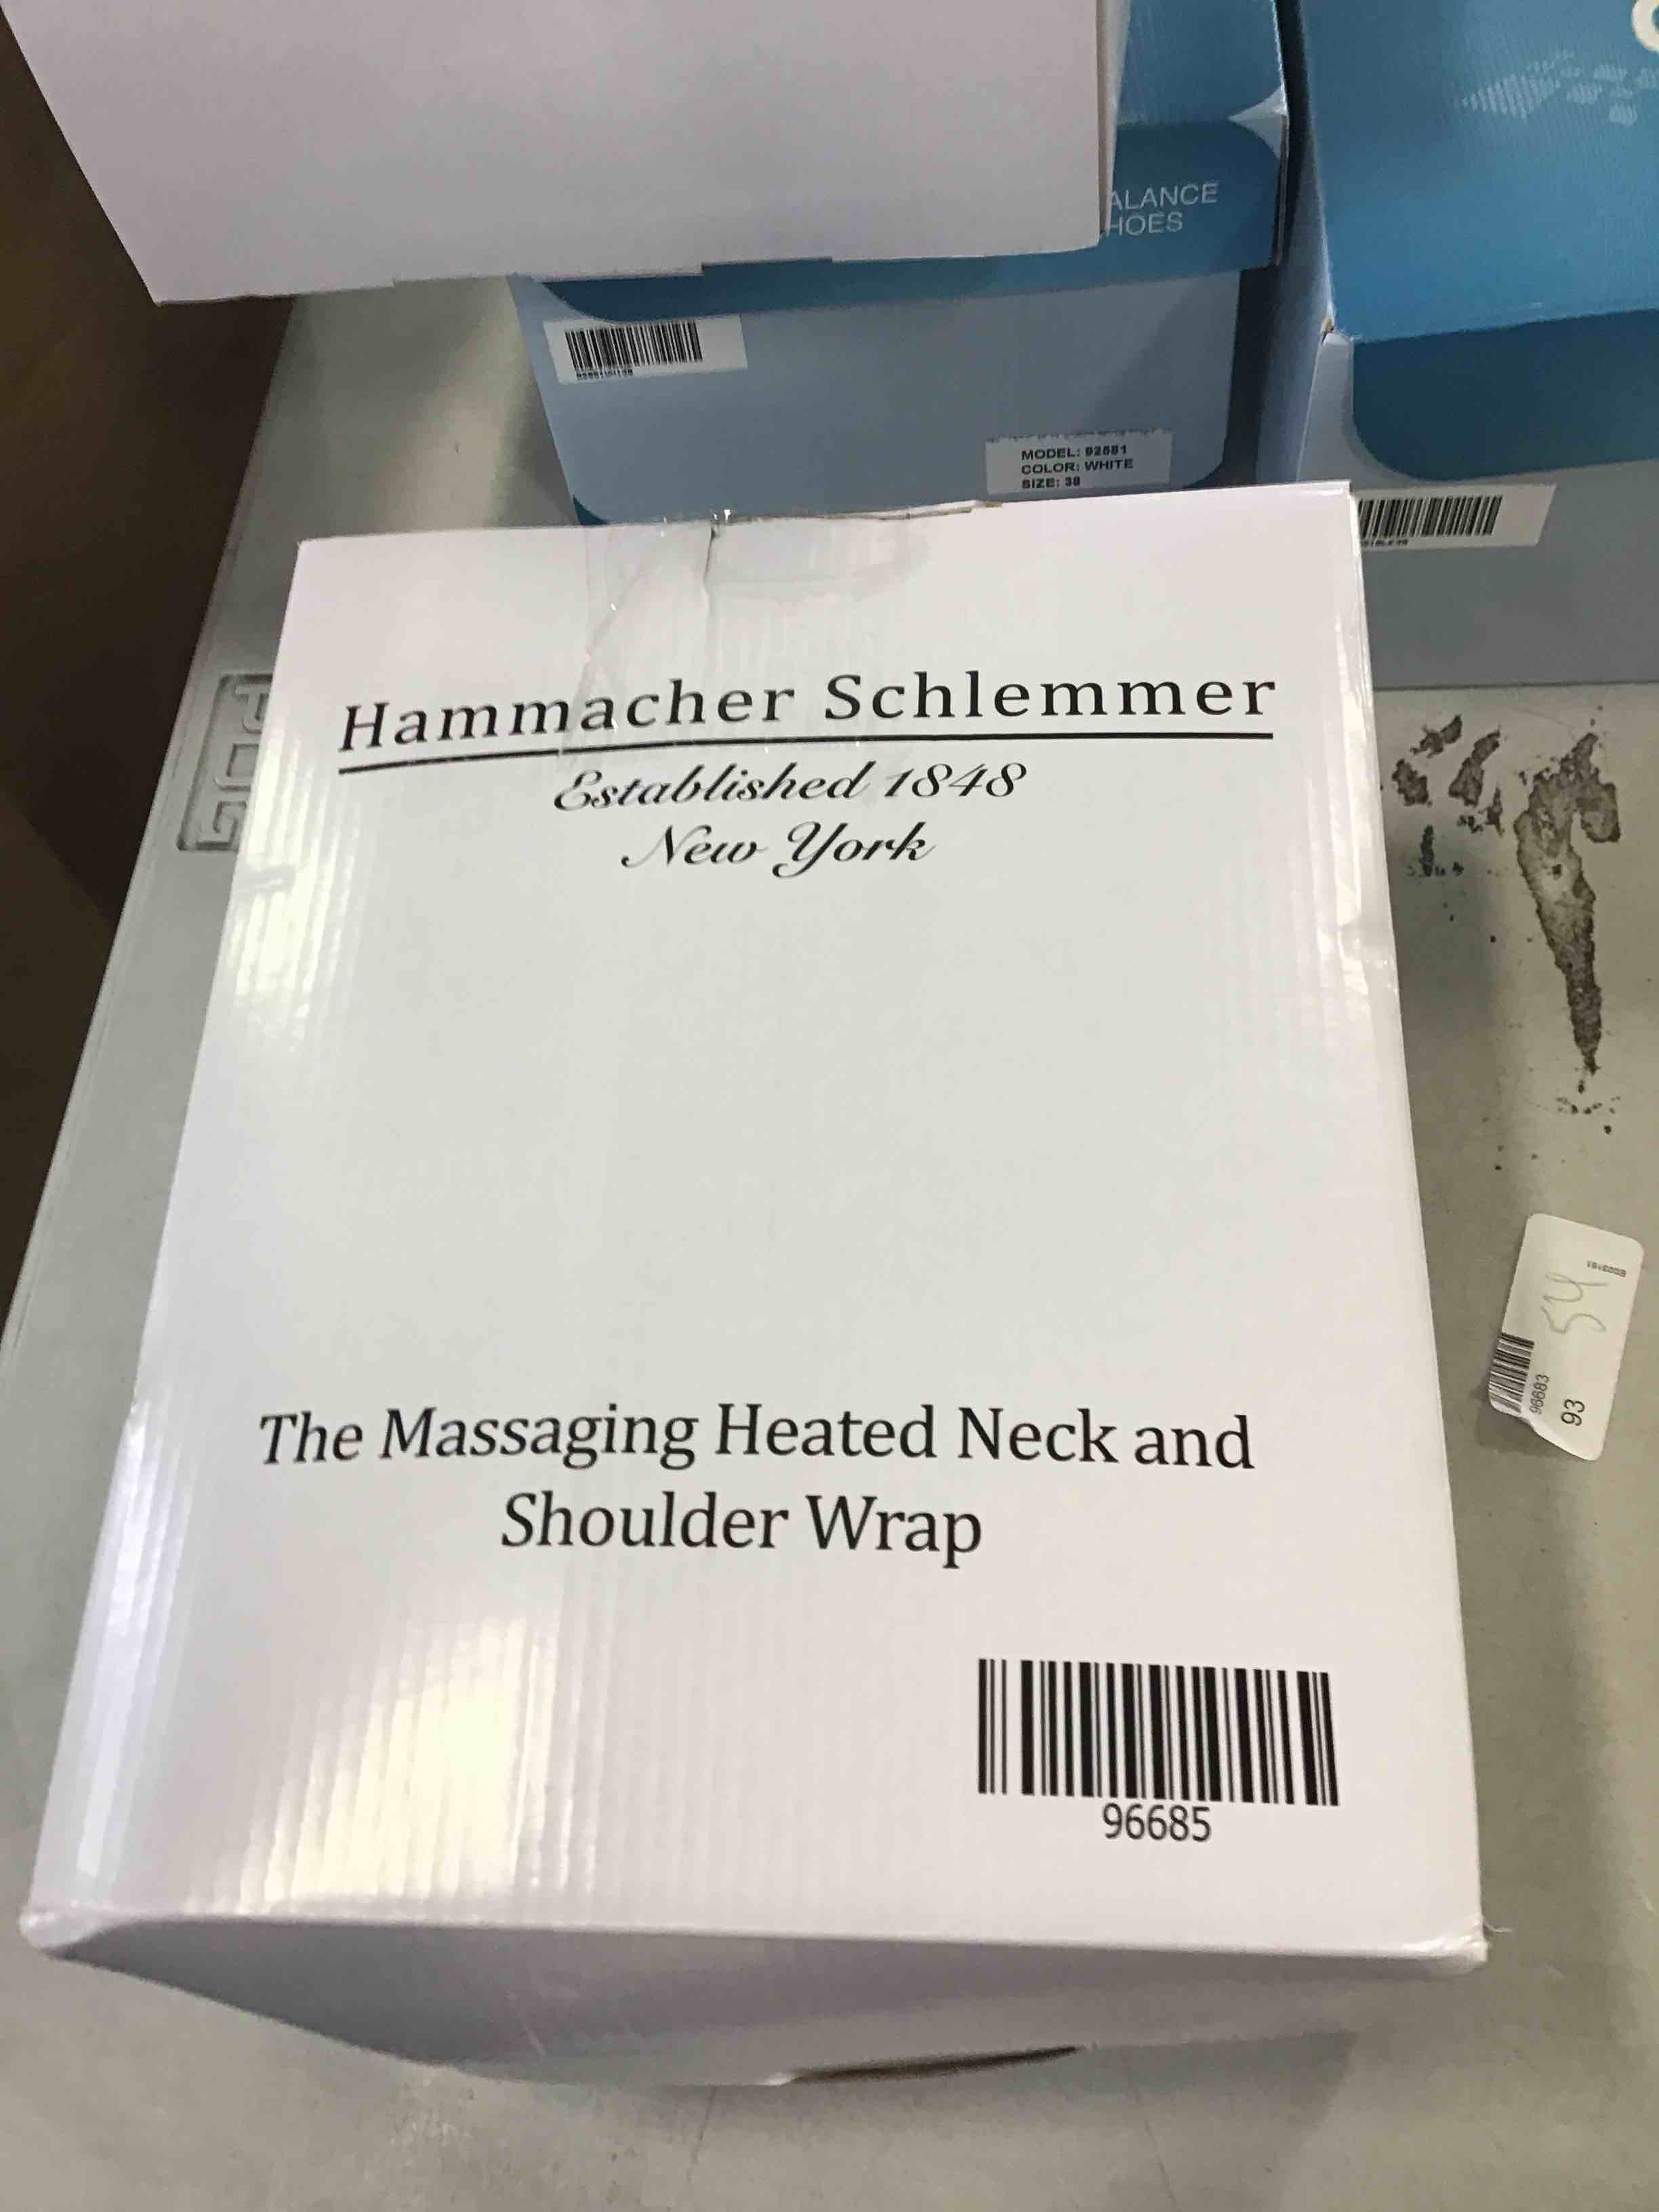 ALANCE
HOES
MODEL: 92881
COLOR: WHITE
SIZE: 38
Hammacher Schlemmer
Established 1848
New York
The Massaging Heated Neck and
Shoulder Wrap
96685
96683
93
54